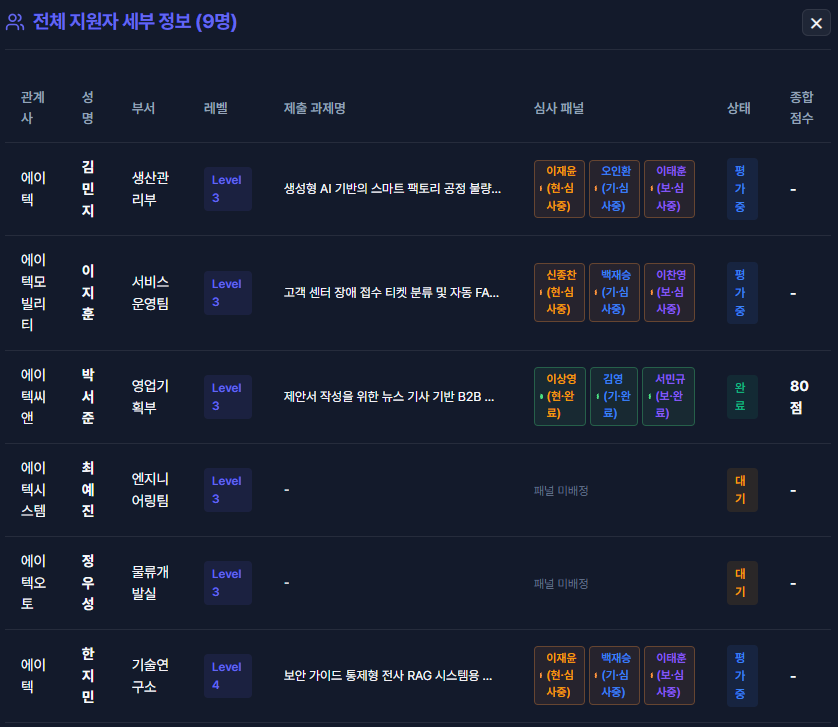 전체 지원자 세부 정보 (9명)
관계
사
성
명
부서
레벨
제출 과제명
심사 패널
상태
종합
점수
에이
텍
김
민
지
생산관
리부
Level
3
생성형 AI 기반의 스마트 팩토리 공정 불량...
이재윤
(현·심
사중)
오인환
(기·심
사중)
이태훈
(보·심
사중)
평
가
중
-
에이
텍모
빌리
티
이
지
훈
서비스
운영팀
Level
3
고객 센터 장애 접수 티켓 분류 및 자동 FA...
신종찬
(현·심
사중)
백재승
(기·심
사중)
이찬영
(보·심
사중)
평
가
중
-
에이
텍씨
앤
박
서
준
영업기
획부
Level
3
제안서 작성을 위한 뉴스 기사 기반 B2B ...
이상영
(현·완
료)
김영
(기·완
료)
서민규
(보·완
료)
완
료
80
점
에이
텍시
스템
최
예
진
엔지니
어링팀
Level
3
-
패널 미배정
대
기
-
에이
텍오
토
정
우
성
물류개
발실
Level
3
-
패널 미배정
대
기
-
에이
텍
한
지
민
기술연
구소
Level
4
보안 가이드 통제형 전사 RAG 시스템용 ...
이재윤
(현·심
사중)
백재승
(기·심
사중)
이태훈
(보·심
사중)
평
가
중
-